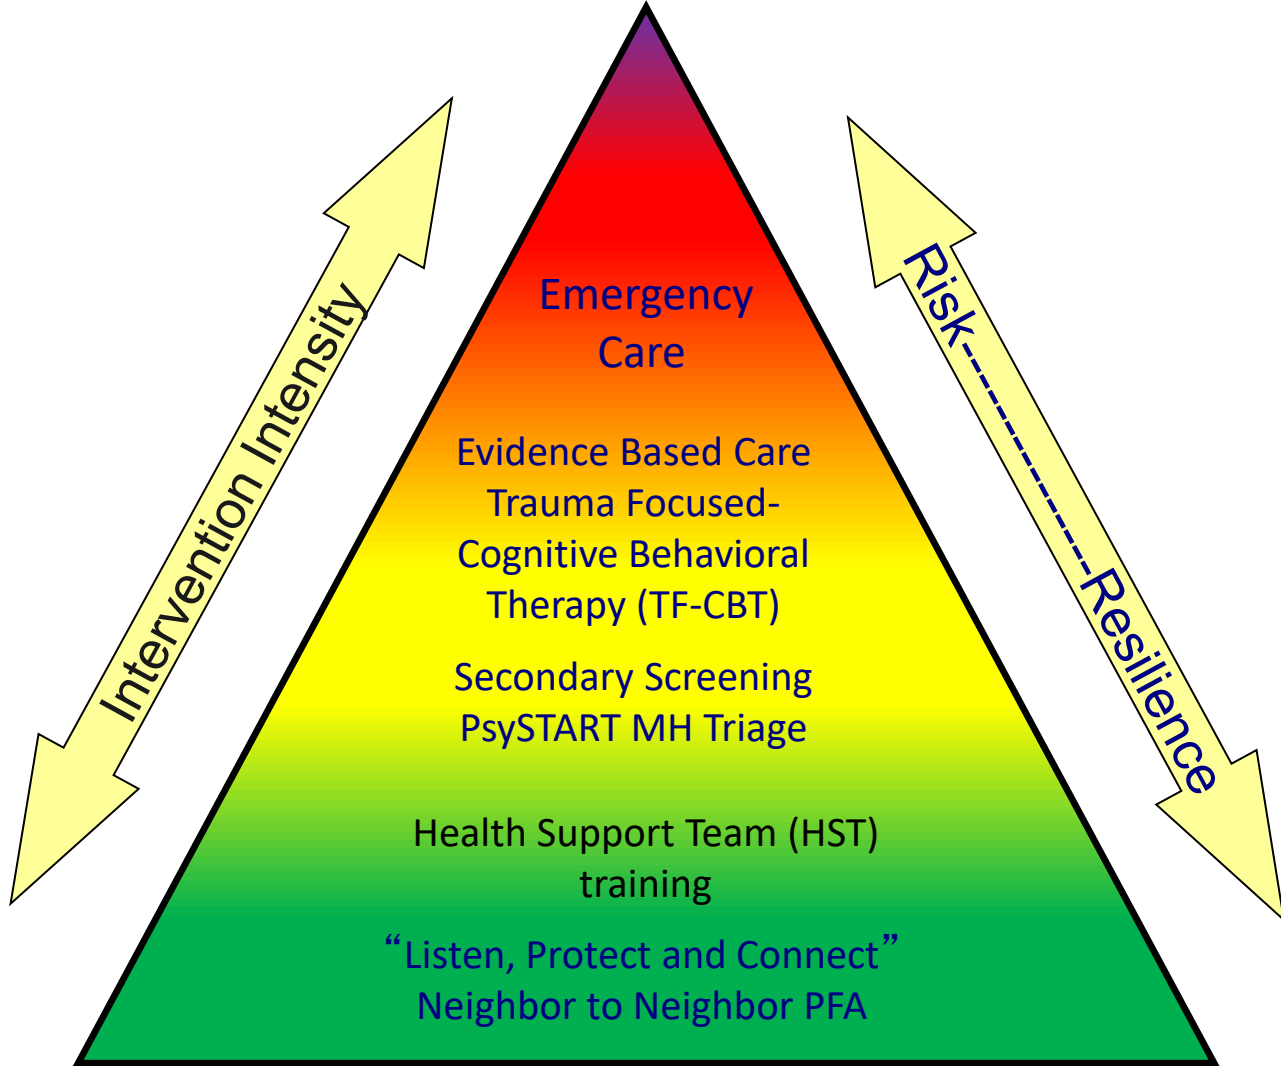 Intervention Intensity
Risk------------Resilience
Emergency
Care
Evidence Based Care
Trauma Focused-
Cognitive Behavioral
Therapy (TF-CBT)
Secondary Screening
PsySTART MH Triage
Health Support Team (HST)
training
“Listen, Protect and Connect”
Neighbor to Neighbor PFA